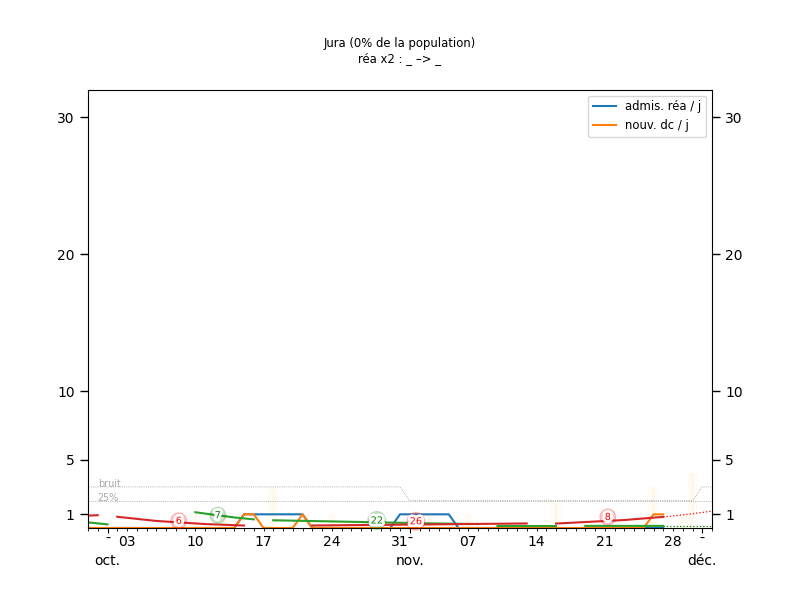 Jura (0% de la population)
réa x2 : _ –> _
admis. réa / j
nouv. dc / j
30 30
20 20
10 10
5 5
bruit
25%
1 1
6 7 22 26 8
- 03 10 17 24 31- 07 14 21 28 -
oct. nov. déc.